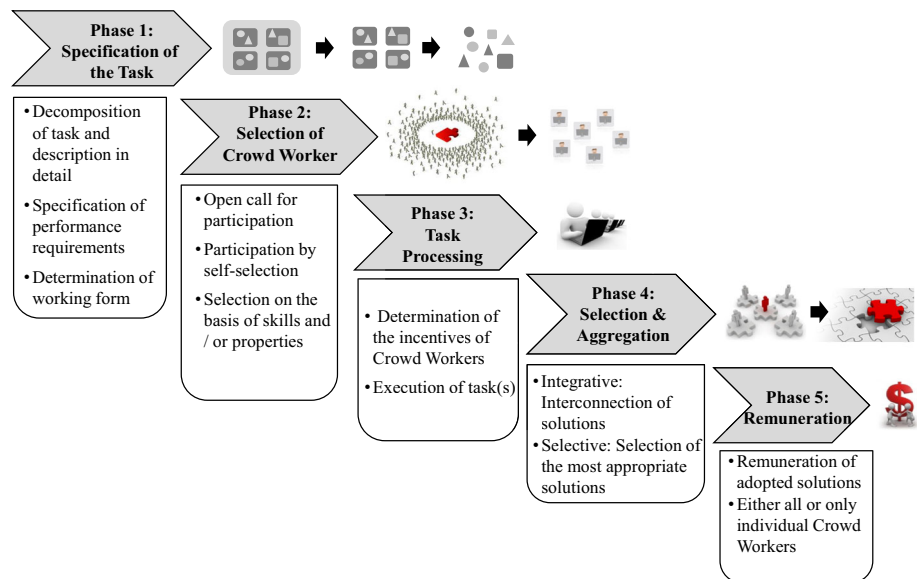 Phase 1:
Specification of
the Task
• Decomposition
of task and
description in
detail
• Specification of
performance
requirements
• Determination of
working form
Phase 2:
Selection of
Crowd Worker
• Open call for
participation
• Participation by
self-selection
• Selection on the
basis of skills and
/ or properties
Phase 3:
Task
Processing
• Determination of
the incentives of
Crowd Workers
• Execution of task(s)
Phase 4:
Selection &
Aggregation
• Integrative:
Interconnection of
solutions
• Selective: Selection of
the most appropriate
solutions
Phase 5:
Remuneration
• Remuneration of
adopted solutions
• Either all or only
individual Crowd
Workers